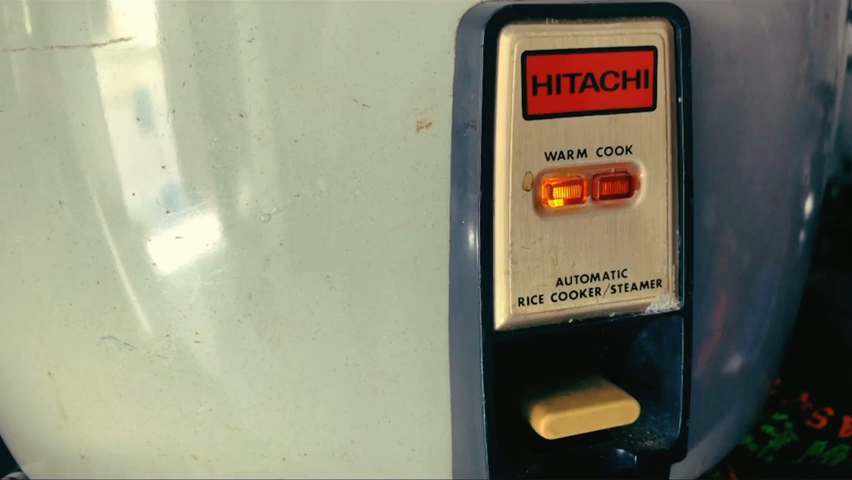 HITACHI
WARM COOK
AUTOMATIC
RICE COOKER/STEAMER